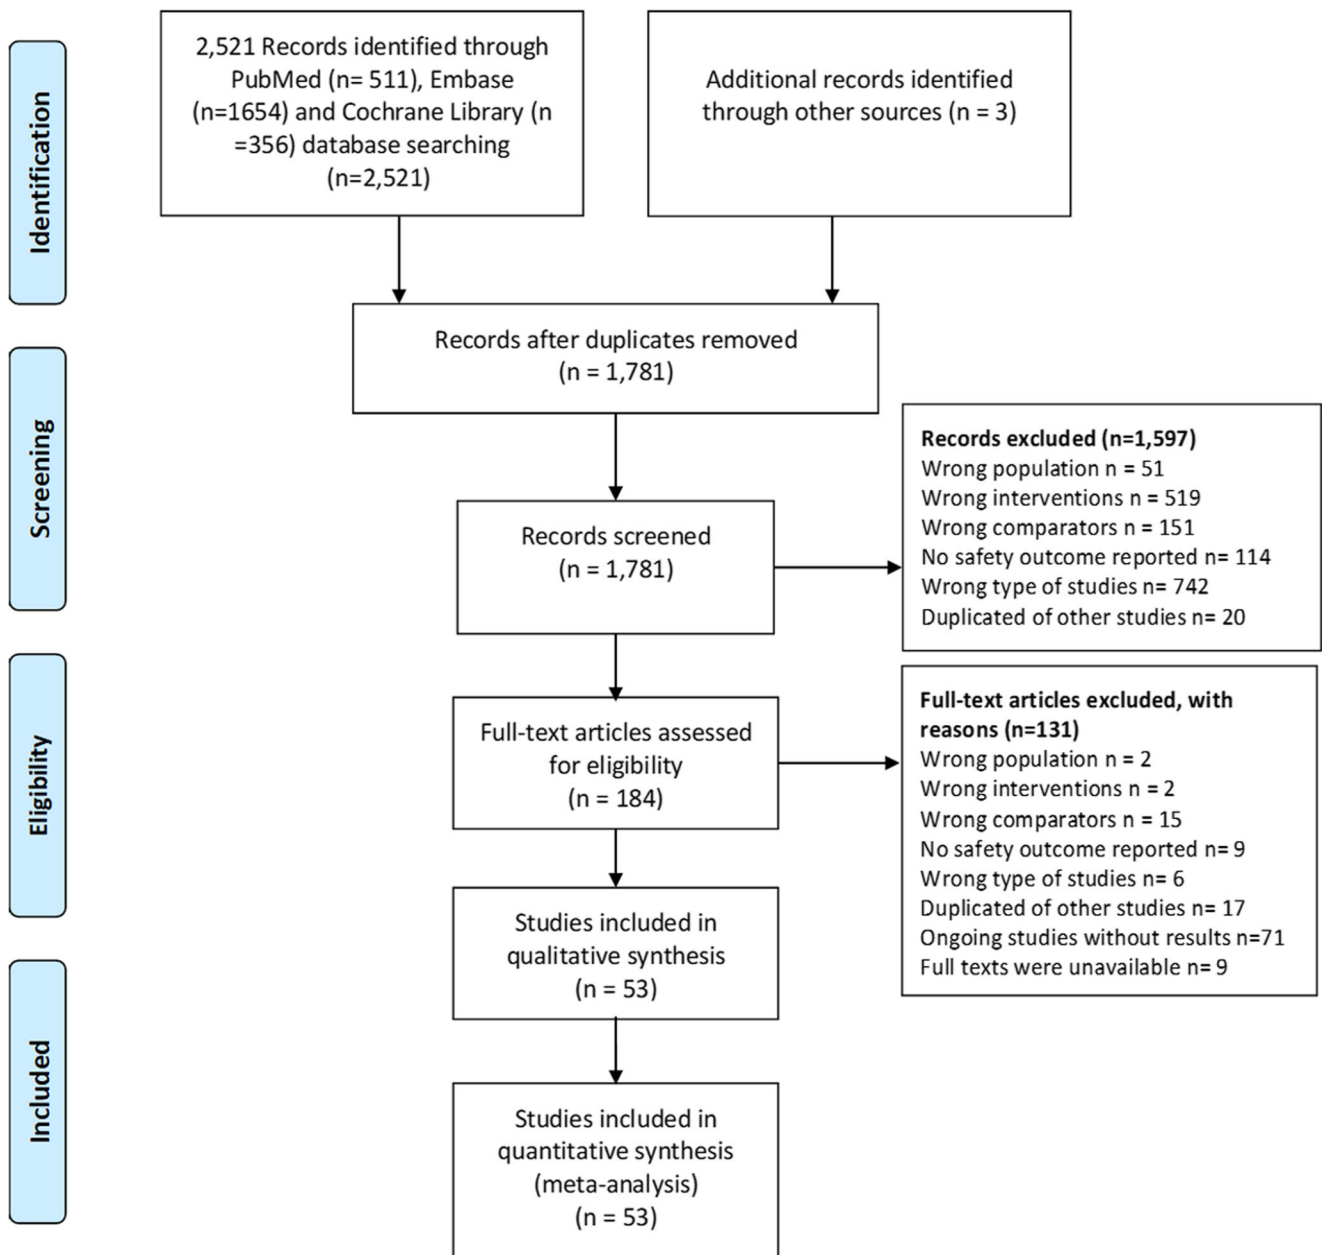 Identification
2,521 Records identified through
PubMed (n= 511), Embase
(n=1654) and Cochrane Library (n
=356) database searching
(n=2,521)
Additional records identified
through other sources (n = 3)
Records after duplicates removed
(n = 1,781)
Screening
Records screened
(n = 1,781)
Records excluded (n=1,597)
Wrong population n = 51
Wrong interventions n = 519
Wrong comparators n = 151
No safety outcome reported n= 114
Wrong type of studies n= 742
Duplicated of other studies n= 20
Eligibility
Full-text articles assessed
for eligibility
(n = 184)
Full-text articles excluded, with
reasons (n=131)
Wrong population n = 2
Wrong interventions n = 2
Wrong comparators n = 15
No safety outcome reported n= 9
Wrong type of studies n= 6
Duplicated of other studies n= 17
Ongoing studies without results n=71
Full texts were unavailable n= 9
Studies included in
qualitative synthesis
(n = 53)
Included
Studies included in
quantitative synthesis
(meta-analysis)
(n = 53)